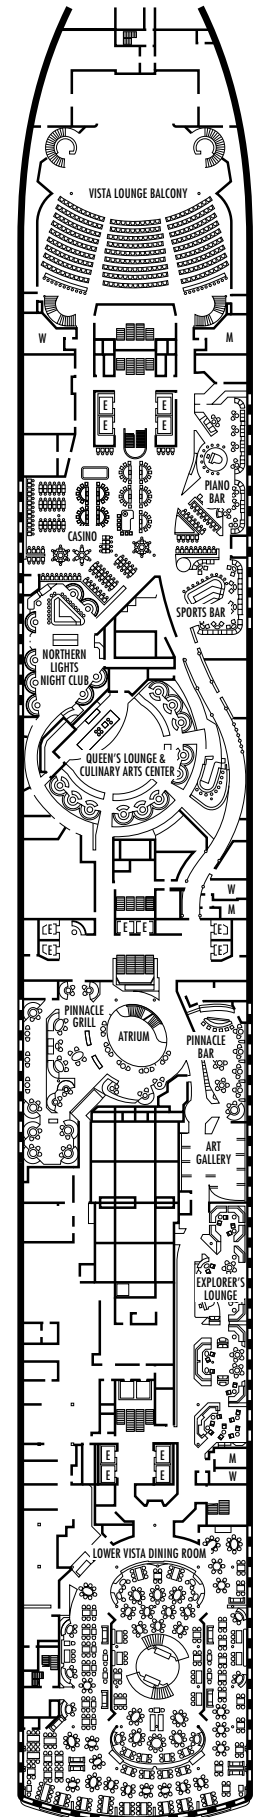 VISTA LOUNGE BALCONY
W
M
E
E
E
E
PIANO
BAR
CASINO
SPORTS BAR
NORTHERN
LIGHTS
NIGHT CLUB
QUEEN'S LOUNGE &
CULINARY ARTS CENTER
W
M
E
E
E
E
E
E
PINNACLE
GRILL
ATRIUM
PINNACLE
BAR
ART
GALLERY
EXPLORER'S
LOUNGE
E
E
E
E
M
W
LOWER VISTA DINING ROOM